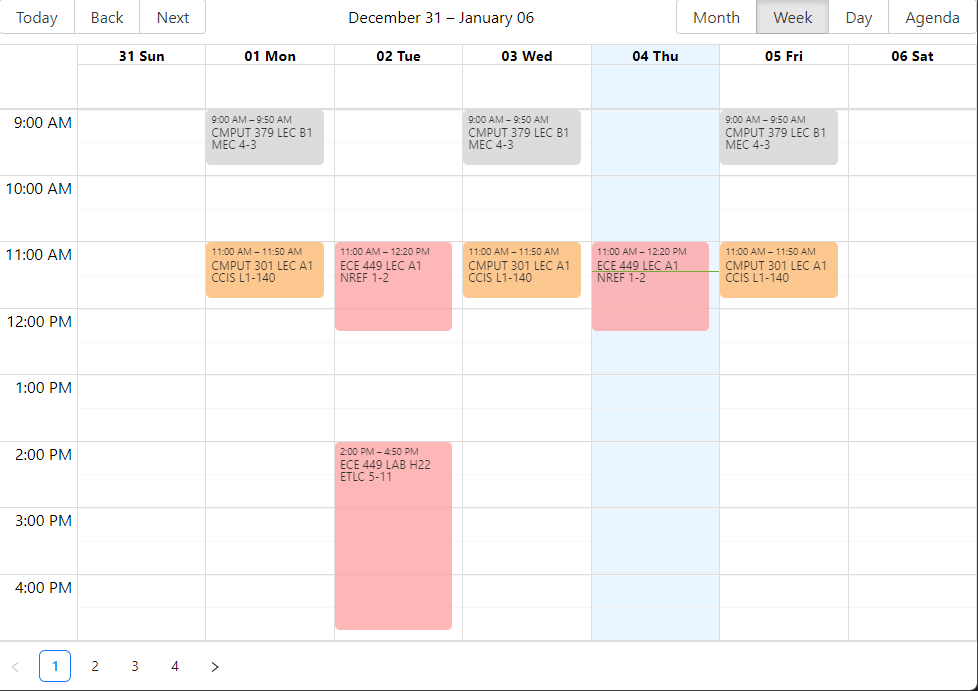 Today Back Next December 31 – January 06 Month Week Day Agenda
31 Sun 01 Mon 02 Tue 03 Wed 04 Thu 05 Fri 06 Sat
9:00 AM
9:00 AM – 9:50 AM
CMPUT 379 LEC B1
MEC 4-3
9:00 AM – 9:50 AM
CMPUT 379 LEC B1
MEC 4-3
9:00 AM – 9:50 AM
CMPUT 379 LEC B1
MEC 4-3
10:00 AM
11:00 AM
11:00 AM – 11:50 AM
CMPUT 301 LEC A1
CCIS L1-140
11:00 AM – 12:20 PM
ECE 449 LEC A1
NREF 1-2
11:00 AM – 11:50 AM
CMPUT 301 LEC A1
CCIS L1-140
11:00 AM – 12:20 PM
ECE 449 LEC A1
NREF 1-2
11:00 AM – 11:50 AM
CMPUT 301 LEC A1
CCIS L1-140
12:00 PM
1:00 PM
2:00 PM
2:00 PM – 4:50 PM
ECE 449 LAB H22
ETLC 5-11
3:00 PM
4:00 PM
< 1 2 3 4 >